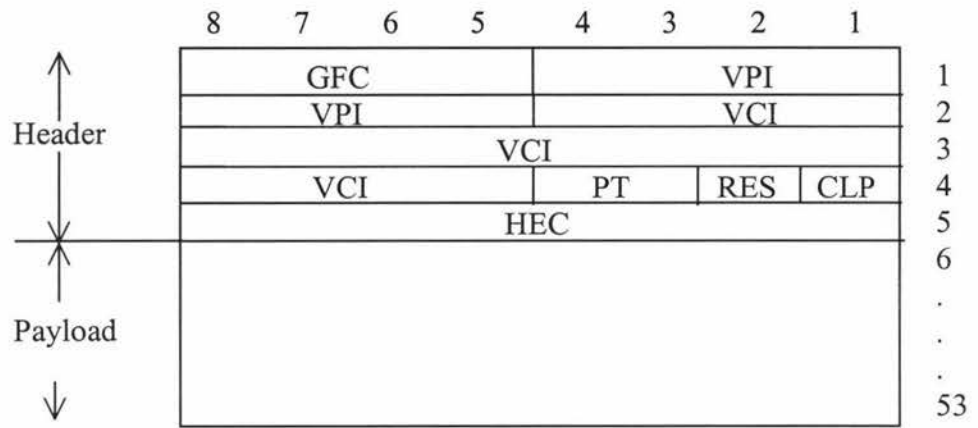 8 7 6 5 4 3 2 1
GFC VPI 1
VPI VCI 2
Header
VCI 3
VCI PT RES CLP 4
HEC 5
6
.
Payload
.
.
53